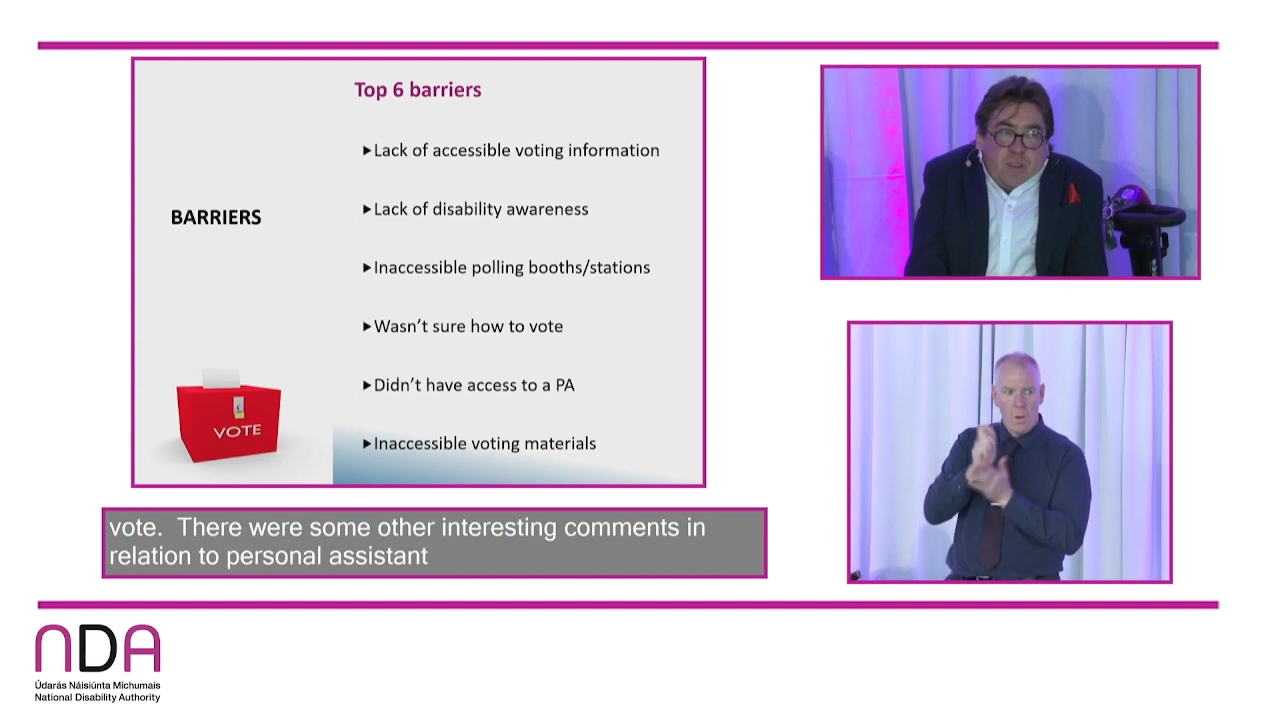 Top 6 barriers
BARRIERS
Lack of accessible voting information
Lack of disability awareness
Inaccessible polling booths/stations
Wasn't sure how to vote
Didn't have access to a PA
Inaccessible voting materials
VOTE
vote.  There were some other interesting comments in
relation to personal assistant
NDA
Údarás Náisiúnta Míchumais
National Disability Authority